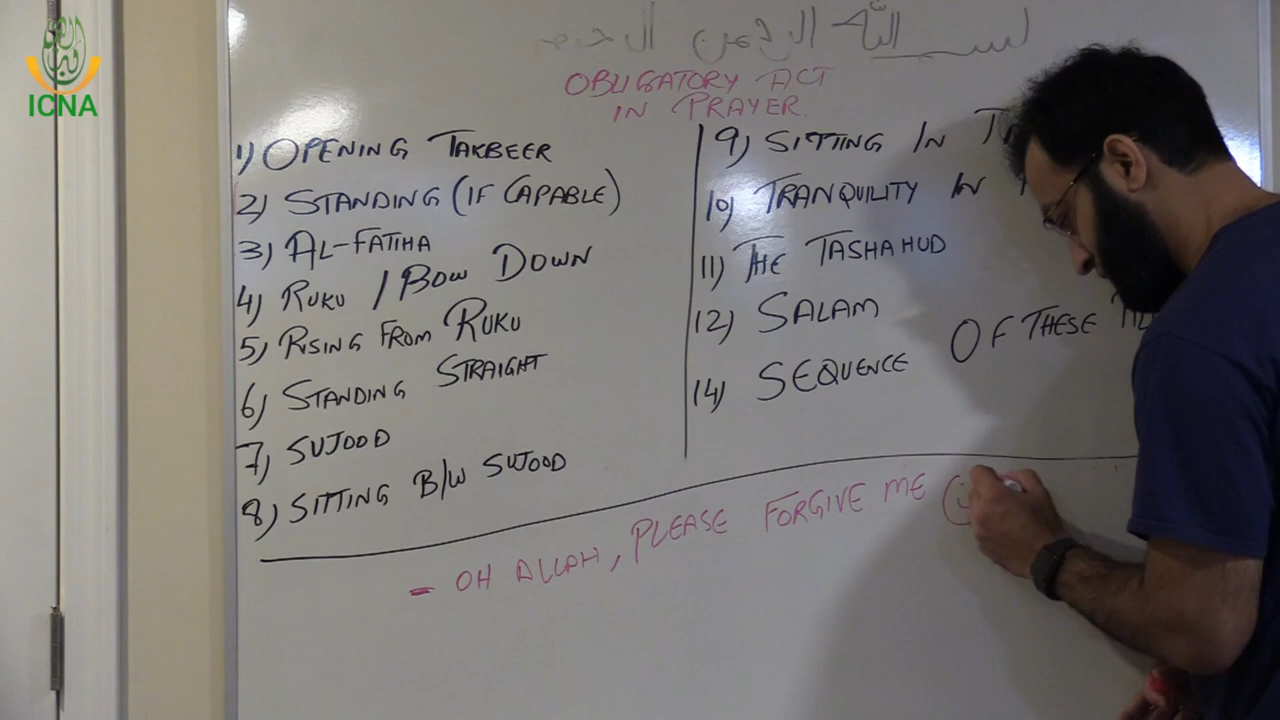 ICNA
بسم الله الرحمن الرحيم
OBLIGATORY ACT
IN PRAYER.
1) OPENING TAKBEER
2) STANDING (IF CAPABLE)
3) AL-FATIHA
4) RUKU / BOW DOWN
5) RISING FROM RUKU
6) STANDING STRAIGHT
7) SUJOOD
8) SITTING B/W SUJOOD
9) SITTING IN
10) TRANQUILITY IN
11) THE TASHAHUD
12) SALAM
14) SEQUENCE OF THESE
- OH ALLAH, PLEASE FORGIVE ME